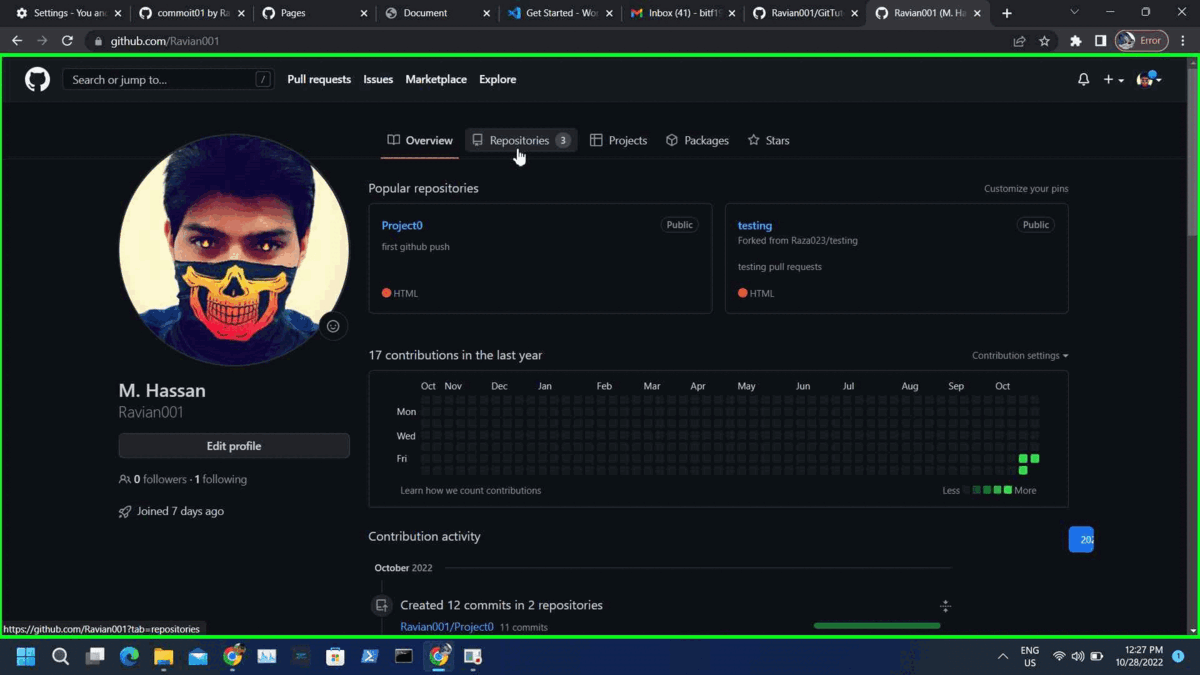 Settings - You an
commoit01 by Ra
Pages
Document
Get Started - Wo
Inbox (41) - bitf19
Ravian001/GitTut
Ravian001 (M. Ha
github.com/Ravian001
Error
Search or jump to...
/
Pull requests
Issues
Marketplace
Explore
Overview
Repositories 3
Projects
Packages
Stars
Popular repositories
Customize your pins
Project0
Public
first github push
HTML
testing
Public
Forked from Raza023/testing
testing pull requests
HTML
17 contributions in the last year
Contribution settings
Oct Nov Dec Jan Feb Mar Apr May Jun Jul Aug Sep Oct
Mon
Wed
Fri
Learn how we count contributions
Less More
M. Hassan
Ravian001
Edit profile
0 followers · 1 following
Joined 7 days ago
Contribution activity
202
October 2022
Created 12 commits in 2 repositories
Ravian001/Project0 11 commits
https://github.com/Ravian001?tab=repositories
ENG
US
12:27 PM
10/28/2022
1